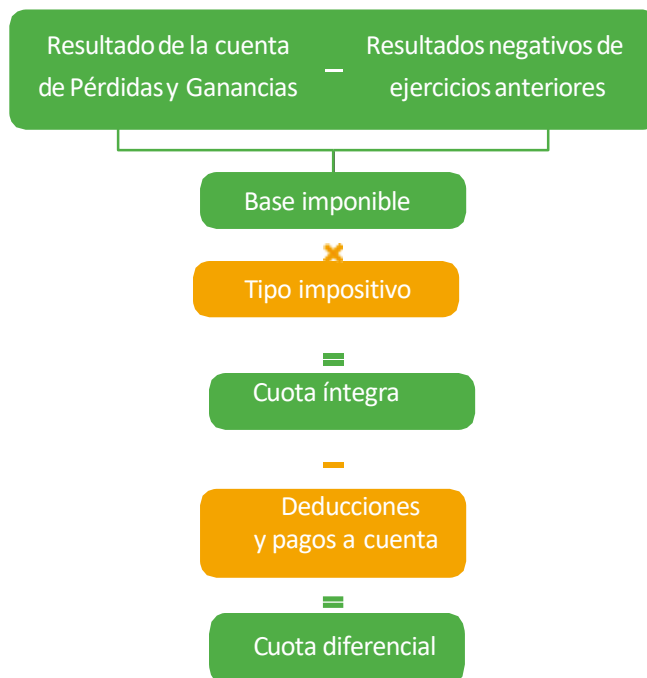 Resultado de la cuenta
de Pérdidas y Ganancias
–
Resultados negativos de
ejercicios anteriores
Base imponible
×
Tipo impositivo
=
Cuota íntegra
–
Deducciones
y pagos a cuenta
=
Cuota diferencial